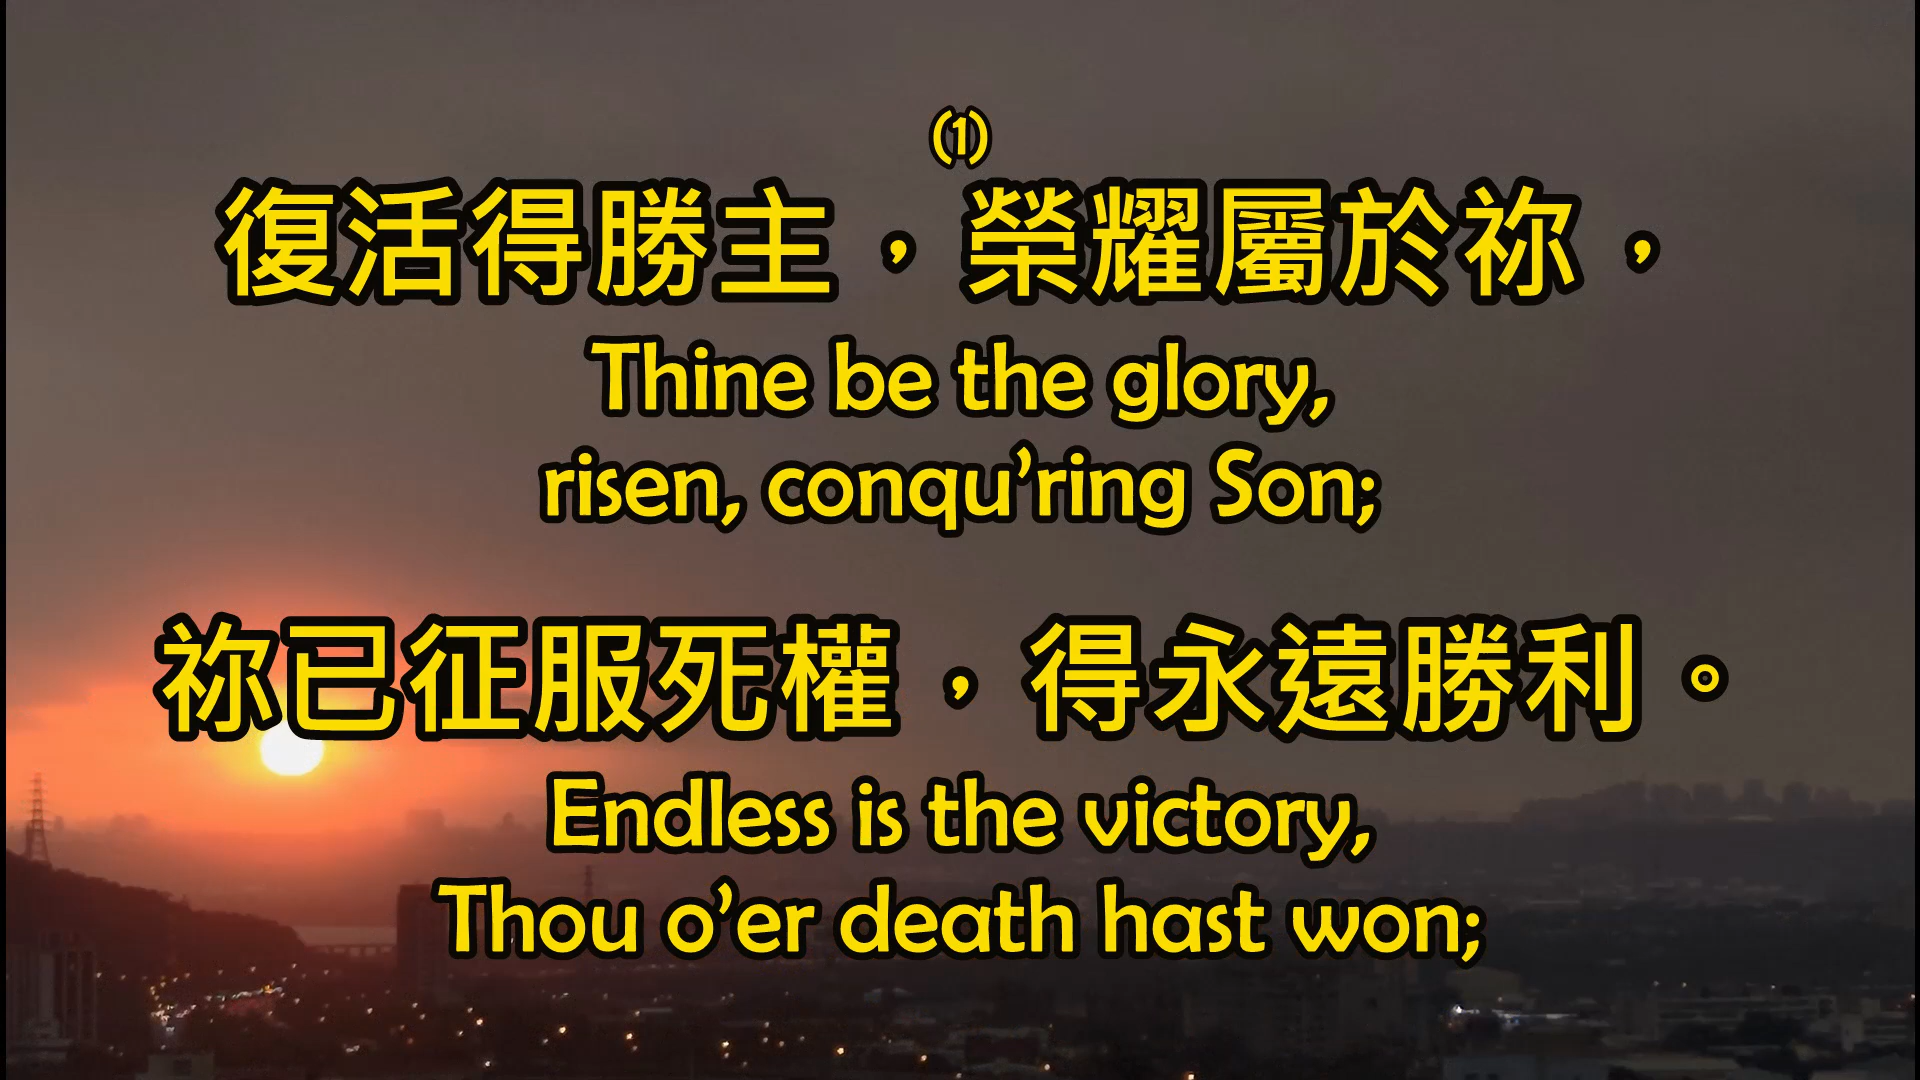 (1)
復活得勝主，榮耀屬於祢，
Thine be the glory,
risen, conqu’ring Son;
祢已征服死權，得永遠勝利。
Endless is the victory,
Thou o’er death hast won;